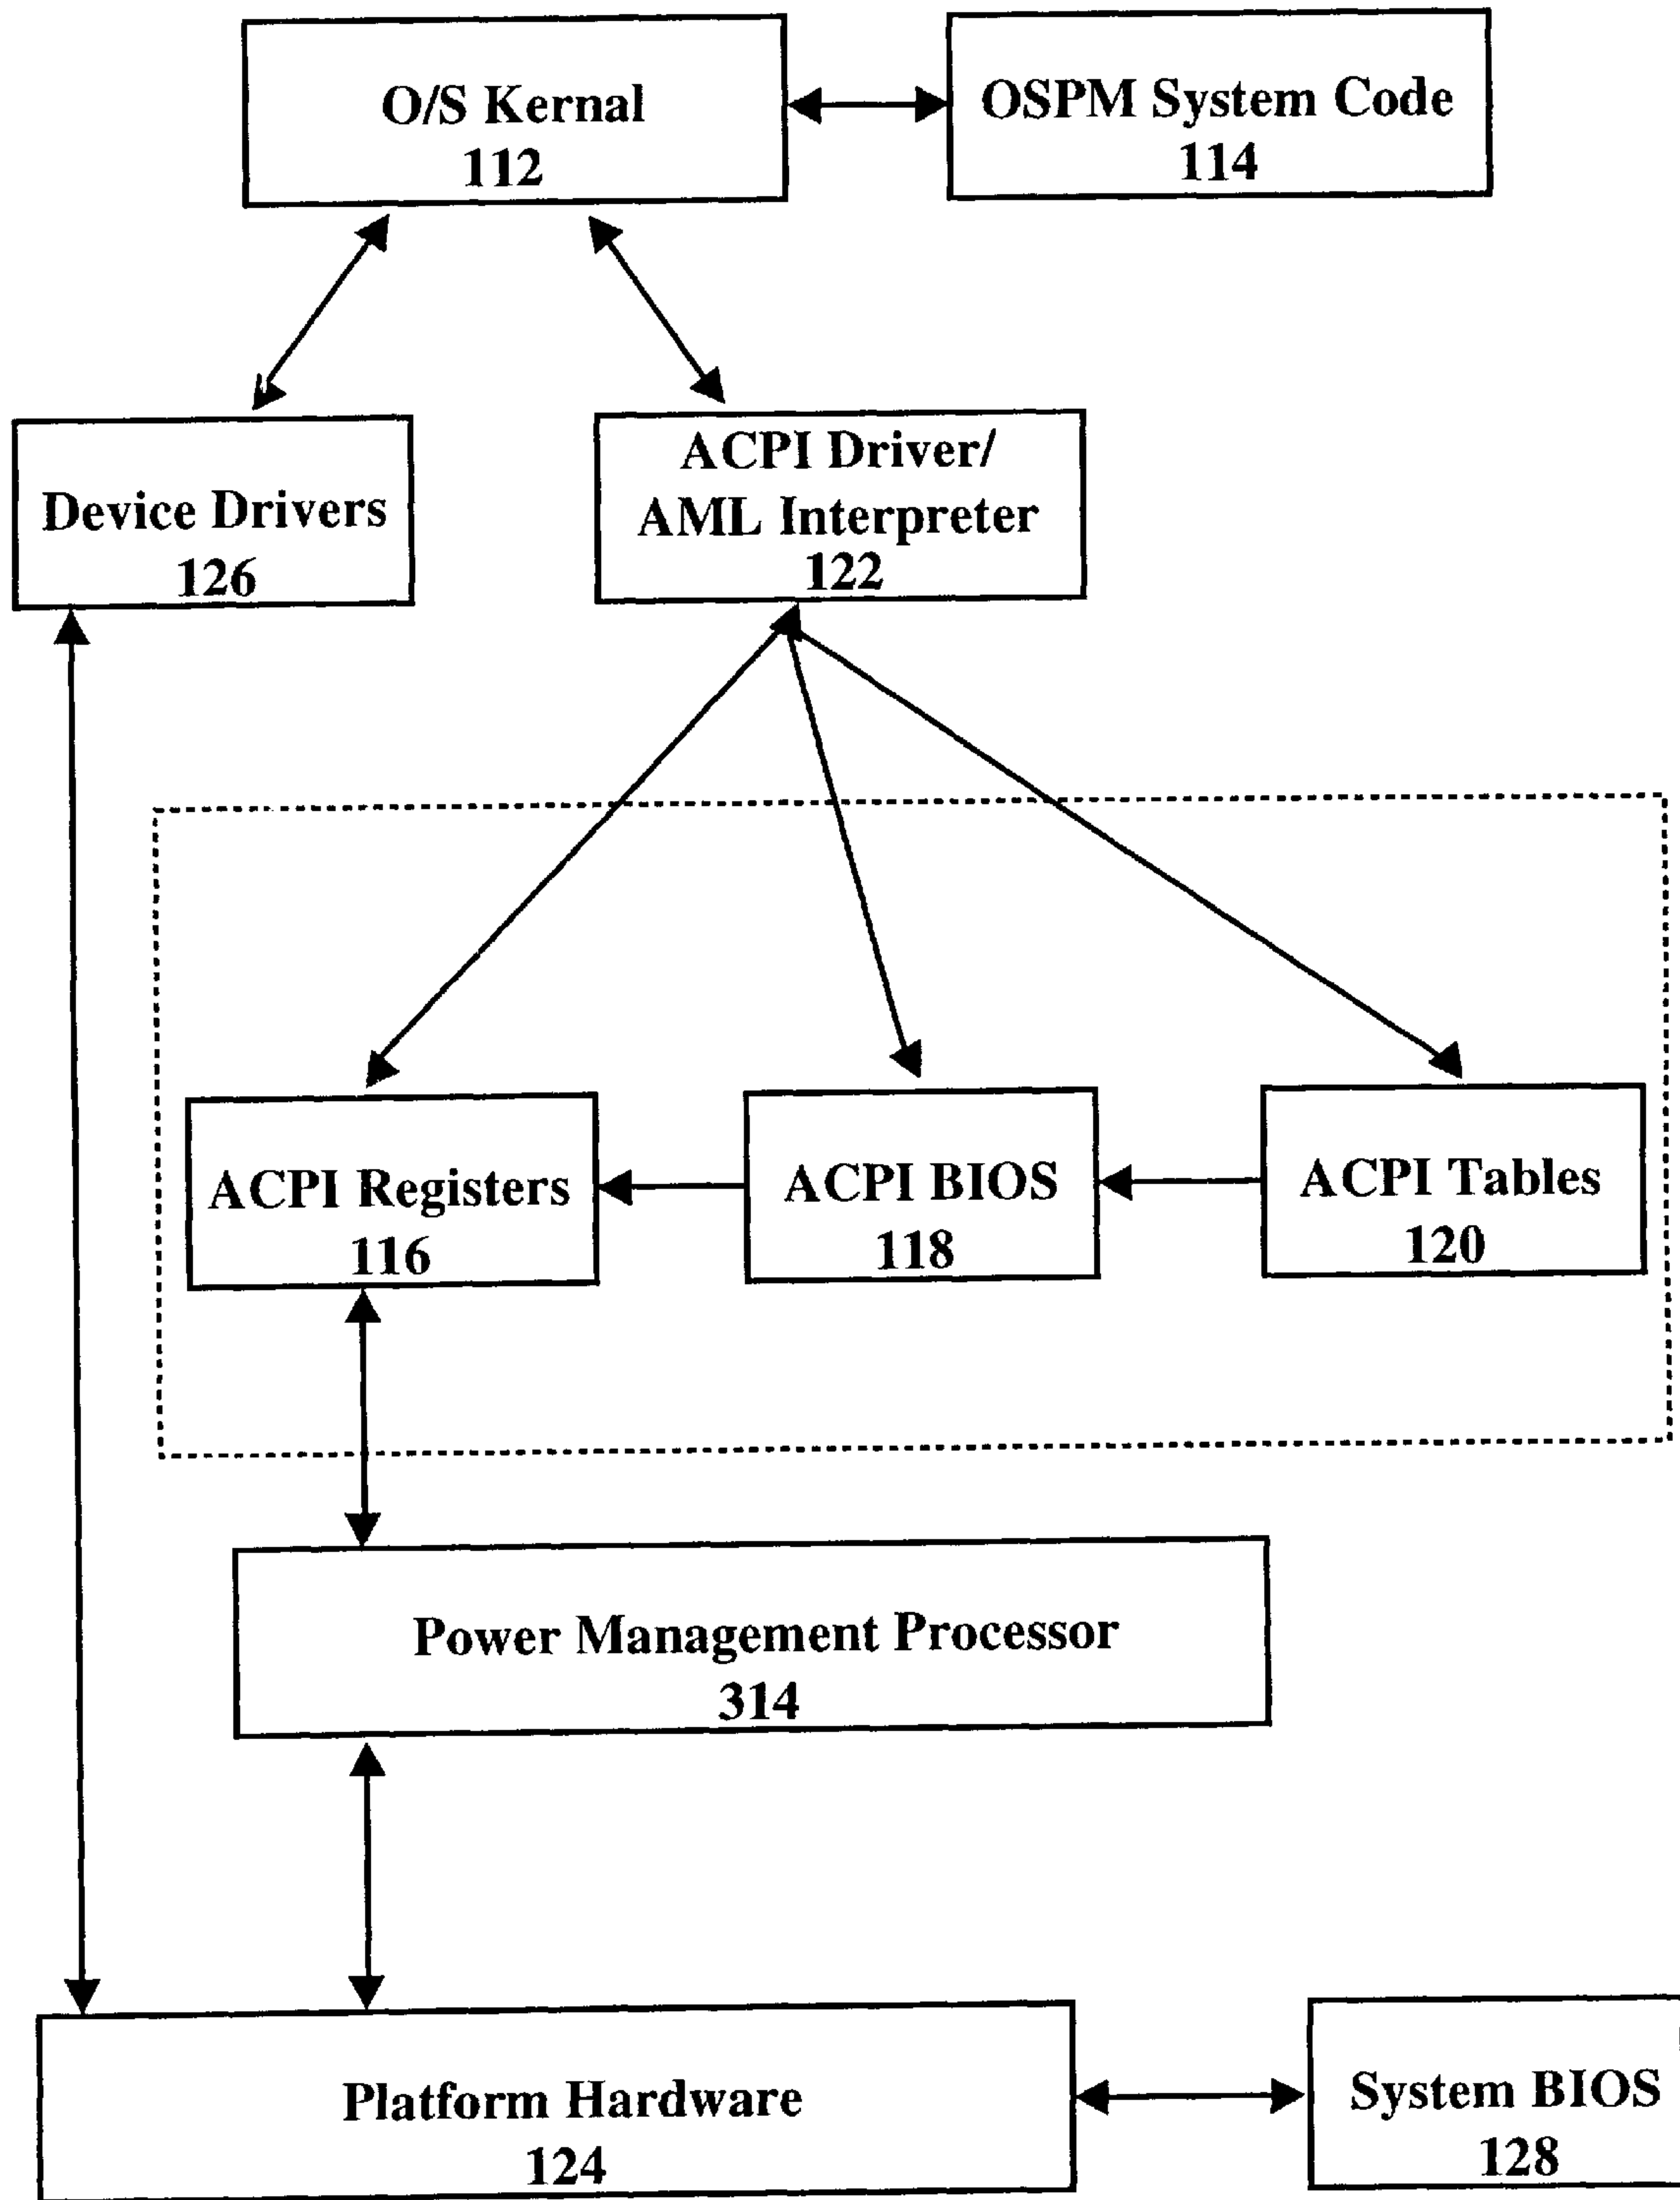 O/S Kernal
112
OSPM System Code
114
Device Drivers
126
ACPI Driver/
AML Interpreter
122
ACPI Registers
116
ACPI BIOS
118
ACPI Tables
120
Power Management Processor
314
Platform Hardware
124
System BIOS
128